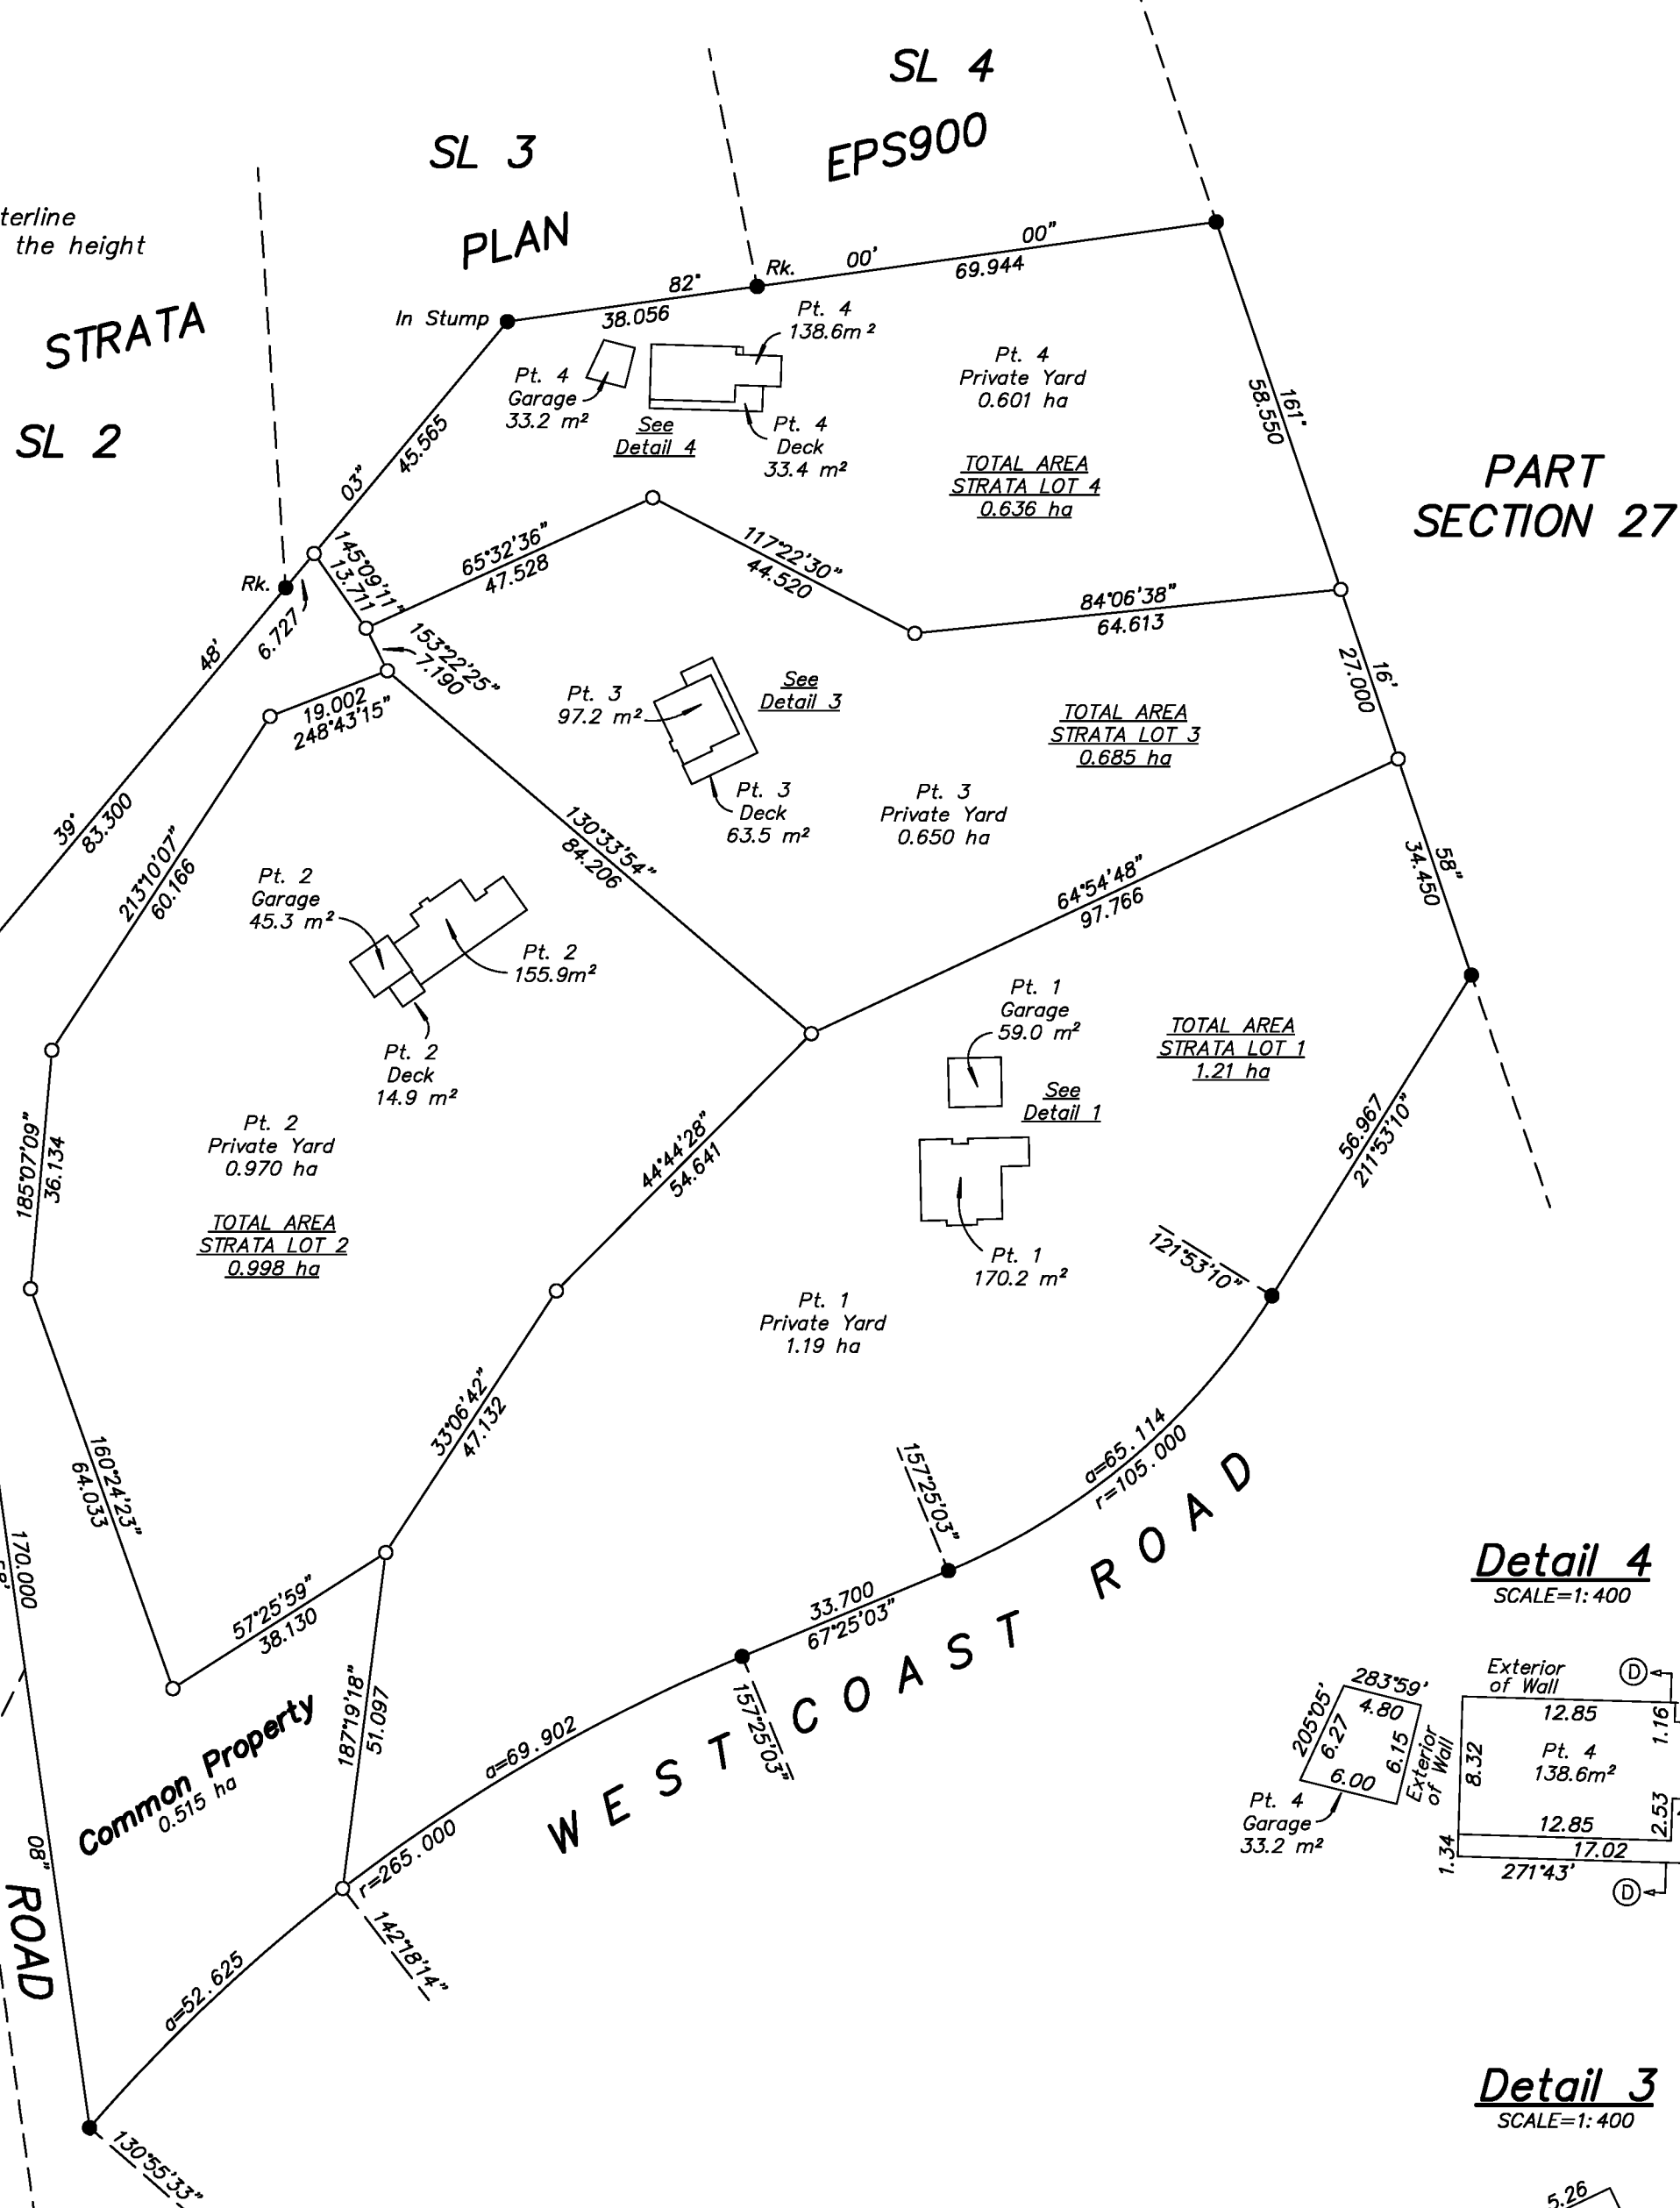 SL 4
EPS900
SL 3
PLAN
terline
the height
STRATA
SL 2
00"
00'
69.944
Rk.
82°
38.056
In Stump
Pt. 4
138.6m²
Pt. 4
Garage
33.2 m²
See
Detail 4
Pt. 4
Deck
33.4 m²
Pt. 4
Private Yard
0.601 ha
TOTAL AREA
STRATA LOT 4
0.636 ha
161°
58.550
PART
SECTION 27
03"
45.565
145°09'11"
13.711
65°32'36"
47.528
117°22'30"
44.520
84°06'38"
64.613
Rk.
6.727
48'
153°22'25"
7.190
16'
27.000
19.002
248°43'15"
Pt. 3
97.2 m²
See
Detail 3
TOTAL AREA
STRATA LOT 3
0.685 ha
Pt. 3
Deck
63.5 m²
Pt. 3
Private Yard
0.650 ha
39°
83.300
213°10'07"
60.166
130°33'54"
84.206
64°54'48"
97.766
58"
34.450
Pt. 2
Garage
45.3 m²
Pt. 2
155.9m²
Pt. 2
Deck
14.9 m²
Pt. 1
Garage
59.0 m²
TOTAL AREA
STRATA LOT 1
1.21 ha
See
Detail 1
56.967
211°53'10"
Pt. 2
Private Yard
0.970 ha
185°07'09"
36.134
44°44'28"
54.641
TOTAL AREA
STRATA LOT 2
0.998 ha
Pt. 1
170.2 m²
121°53'10"
Pt. 1
Private Yard
1.19 ha
33°06'42"
47.132
160°24'23"
64.033
157°25'03"
a=65.114
r=105.000
170.000
57°25'59"
38.130
33.700
67°25'03"
WEST COAST ROAD
187°19'18"
51.097
157°25'03"
a=69.902
r=265.000
Common Property
0.515 ha
08"
ROAD
142°18'14"
a=52.625
130°55'33"
Detail 4
SCALE=1:400
283°59'
205°05'
4.80
6.27
6.15
6.00
Exterior
of Wall
Pt. 4
Garage
33.2 m²
Exterior
of Wall
D
12.85
1.16
8.32
Pt. 4
138.6m²
2.53
12.85
1.34
17.02
271°43'
D
Detail 3
SCALE=1:400
5.26